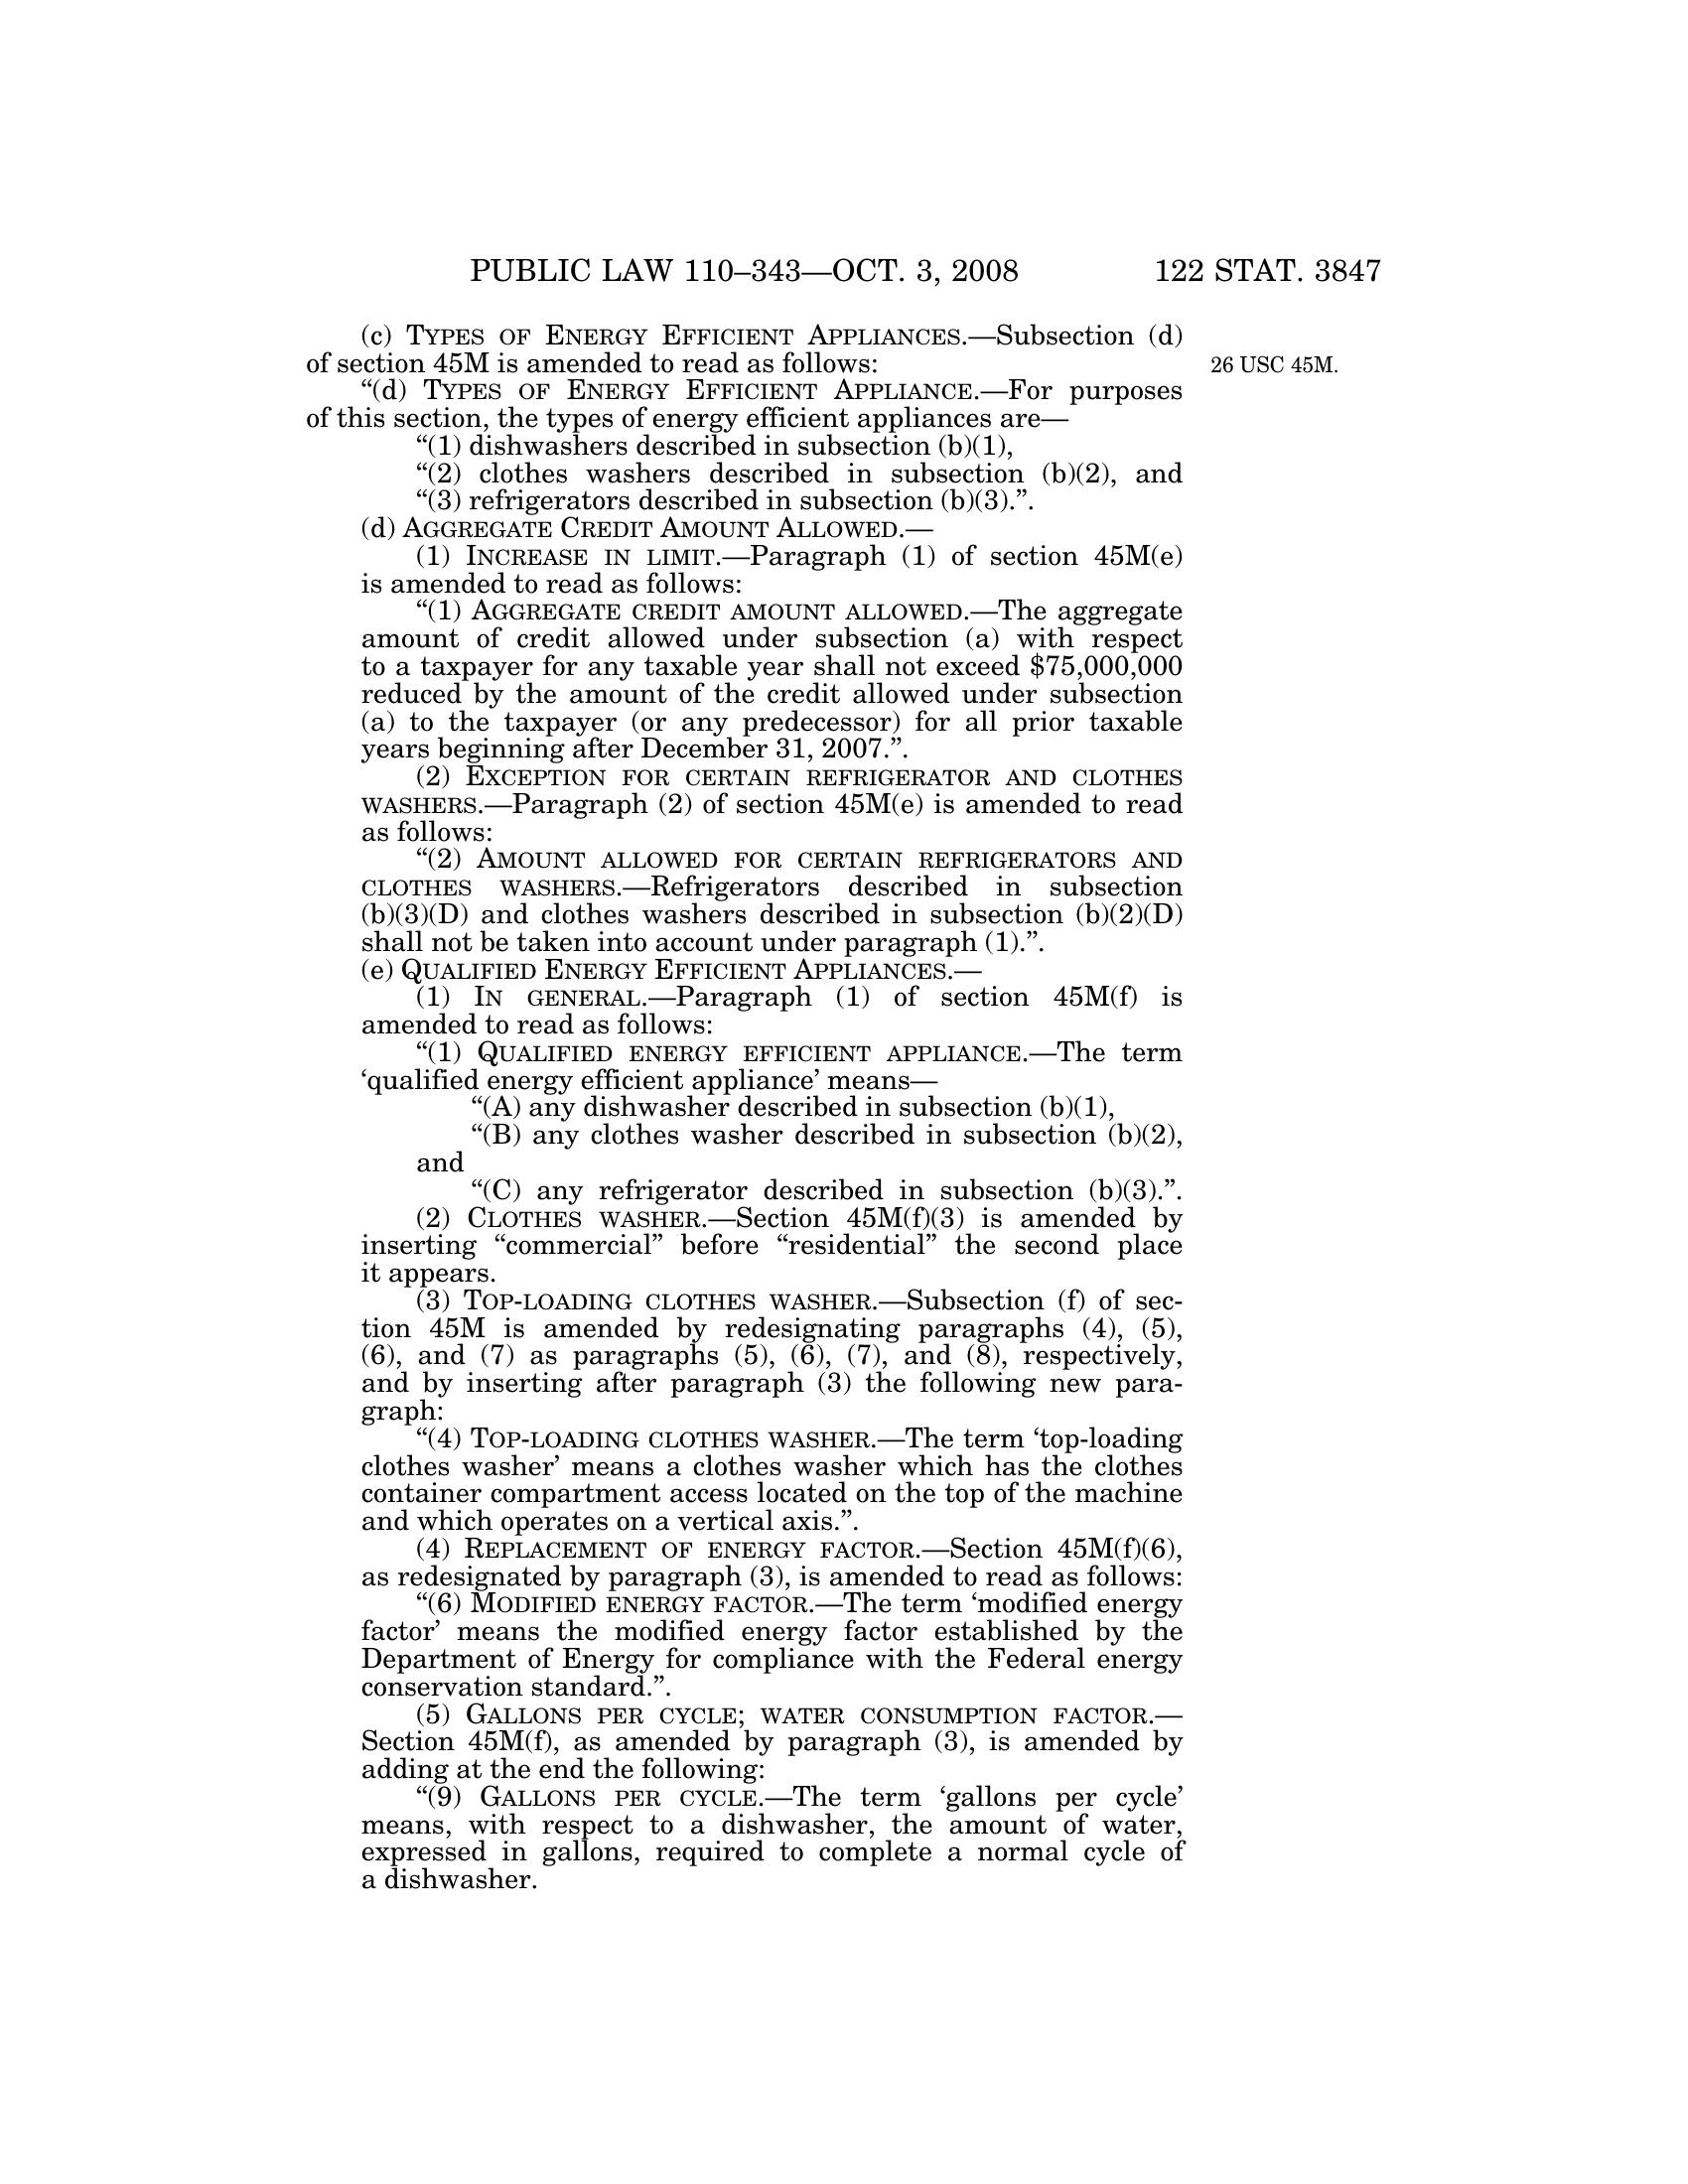 PUBLIC LAW 110–343—OCT. 3, 2008 122 STAT. 3847
(c) TYPES OF ENERGY EFFICIENT APPLIANCES.—Subsection (d)
of section 45M is amended to read as follows:
26 USC 45M.
“(d) TYPES OF ENERGY EFFICIENT APPLIANCE.—For purposes
of this section, the types of energy efficient appliances are—
“(1) dishwashers described in subsection (b)(1),
“(2) clothes washers described in subsection (b)(2), and
“(3) refrigerators described in subsection (b)(3).”.
(d) AGGREGATE CREDIT AMOUNT ALLOWED.—
(1) INCREASE IN LIMIT.—Paragraph (1) of section 45M(e)
is amended to read as follows:
“(1) AGGREGATE CREDIT AMOUNT ALLOWED.—The aggregate
amount of credit allowed under subsection (a) with respect
to a taxpayer for any taxable year shall not exceed $75,000,000
reduced by the amount of the credit allowed under subsection
(a) to the taxpayer (or any predecessor) for all prior taxable
years beginning after December 31, 2007.”.
(2) EXCEPTION FOR CERTAIN REFRIGERATOR AND CLOTHES
WASHERS.—Paragraph (2) of section 45M(e) is amended to read
as follows:
“(2) AMOUNT ALLOWED FOR CERTAIN REFRIGERATORS AND
CLOTHES WASHERS.—Refrigerators described in subsection
(b)(3)(D) and clothes washers described in subsection (b)(2)(D)
shall not be taken into account under paragraph (1).”.
(e) QUALIFIED ENERGY EFFICIENT APPLIANCES.—
(1) IN GENERAL.—Paragraph (1) of section 45M(f) is
amended to read as follows:
“(1) QUALIFIED ENERGY EFFICIENT APPLIANCE.—The term
‘qualified energy efficient appliance’ means—
“(A) any dishwasher described in subsection (b)(1),
“(B) any clothes washer described in subsection (b)(2),
and
“(C) any refrigerator described in subsection (b)(3).”.
(2) CLOTHES WASHER.—Section 45M(f)(3) is amended by
inserting “commercial” before “residential” the second place
it appears.
(3) TOP-LOADING CLOTHES WASHER.—Subsection (f) of sec-
tion 45M is amended by redesignating paragraphs (4), (5),
(6), and (7) as paragraphs (5), (6), (7), and (8), respectively,
and by inserting after paragraph (3) the following new para-
graph:
“(4) TOP-LOADING CLOTHES WASHER.—The term ‘top-loading
clothes washer’ means a clothes washer which has the clothes
container compartment access located on the top of the machine
and which operates on a vertical axis.”.
(4) REPLACEMENT OF ENERGY FACTOR.—Section 45M(f)(6),
as redesignated by paragraph (3), is amended to read as follows:
“(6) MODIFIED ENERGY FACTOR.—The term ‘modified energy
factor’ means the modified energy factor established by the
Department of Energy for compliance with the Federal energy
conservation standard.”.
(5) GALLONS PER CYCLE; WATER CONSUMPTION FACTOR.—
Section 45M(f), as amended by paragraph (3), is amended by
adding at the end the following:
“(9) GALLONS PER CYCLE.—The term ‘gallons per cycle’
means, with respect to a dishwasher, the amount of water,
expressed in gallons, required to complete a normal cycle of
a dishwasher.